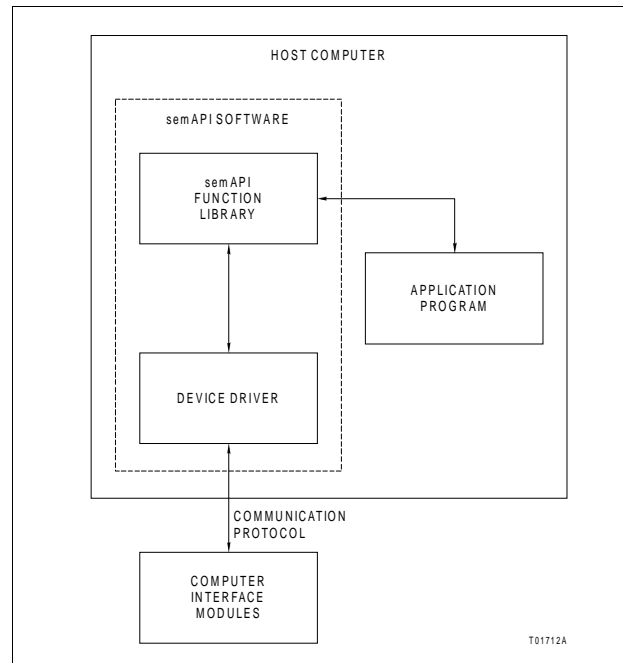 HOST COMPUTER
semAPI SOFTWARE
semAPI
FUNCTION
LIBRARY
APPLICATION
PROGRAM
DEVICE DRIVER
COMMUNICATION
PROTOCOL
COMPUTER
INTERFACE
MODULES
T01712A